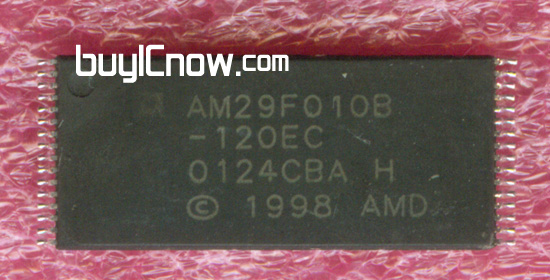 buyICnow.com
AM29F010B
-120EC
0124CBA H
© 1998 AMD